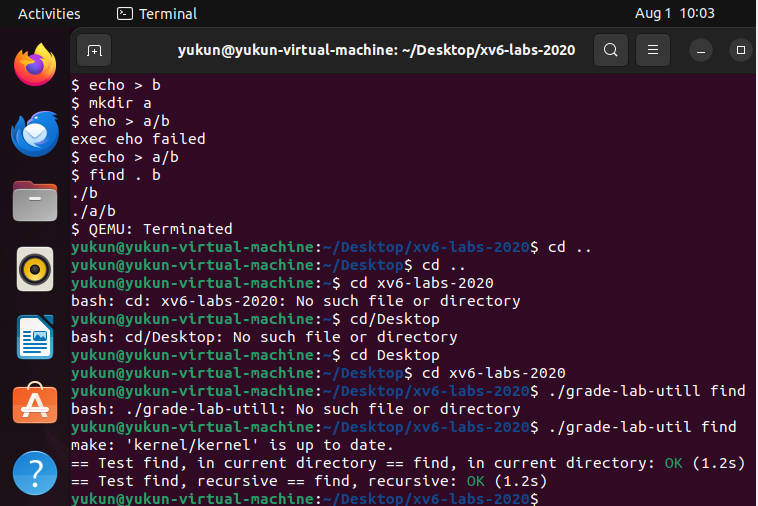 Activities Terminal Aug 1 10:03
yukun@yukun-virtual-machine: ~/Desktop/xv6-labs-2020
$ echo > b
$ mkdir a
$ eho > a/b
exec eho failed
$ echo > a/b
$ find . b
./b
./a/b
$ QEMU: Terminated
yukun@yukun-virtual-machine:~/Desktop/xv6-labs-2020$ cd ..
yukun@yukun-virtual-machine:~/Desktop$ cd ..
yukun@yukun-virtual-machine:~$ cd xv6-labs-2020
bash: cd: xv6-labs-2020: No such file or directory
yukun@yukun-virtual-machine:~$ cd/Desktop
bash: cd/Desktop: No such file or directory
yukun@yukun-virtual-machine:~$ cd Desktop
yukun@yukun-virtual-machine:~/Desktop$ cd xv6-labs-2020
yukun@yukun-virtual-machine:~/Desktop/xv6-labs-2020$ ./grade-lab-utill find
bash: ./grade-lab-utill: No such file or directory
yukun@yukun-virtual-machine:~/Desktop/xv6-labs-2020$ ./grade-lab-util find
make: 'kernel/kernel' is up to date.
== Test find, in current directory == find, in current directory: OK (1.2s)
== Test find, recursive == find, recursive: OK (1.2s)
yukun@yukun-virtual-machine:~/Desktop/xv6-labs-2020$